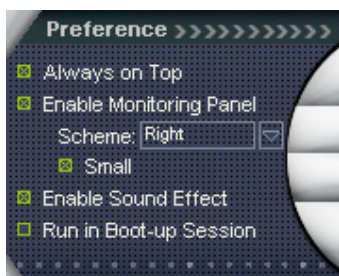 Preference >>>>>>>>>>>
Always on Top
Enable Monitoring Panel
Scheme: Right
Small
Enable Sound Effect
Run in Boot-up Session